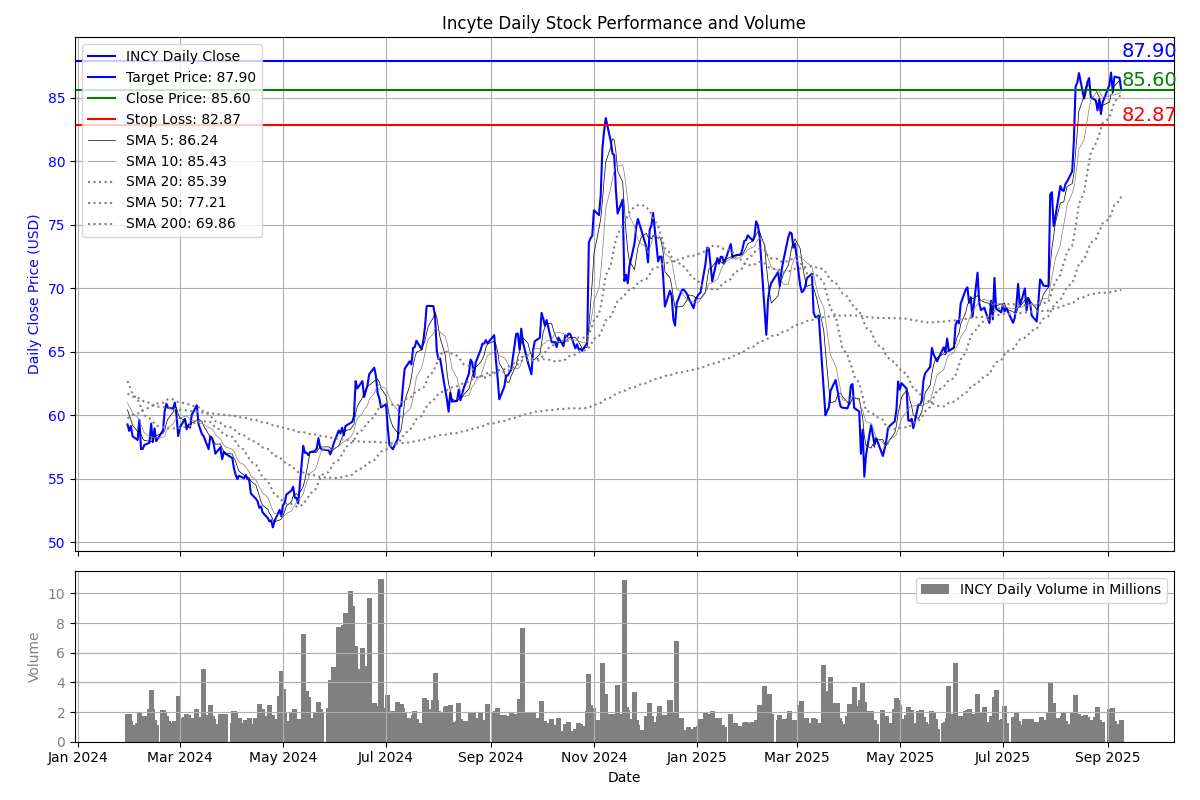 Incyte Daily Stock Performance and Volume
INCY Daily Close
Target Price: 87.90
Close Price: 85.60
Stop Loss: 82.87
SMA 5: 86.24
SMA 10: 85.43
SMA 20: 85.39
SMA 50: 77.21
SMA 200: 69.86
87.90
85.60
82.87
Daily Close Price (USD)
85
80
75
70
65
60
55
50
INCY Daily Volume in Millions
Volume
10
8
6
4
2
0
Jan 2024 Mar 2024 May 2024 Jul 2024 Sep 2024 Nov 2024 Jan 2025 Mar 2025 May 2025 Jul 2025 Sep 2025
Date